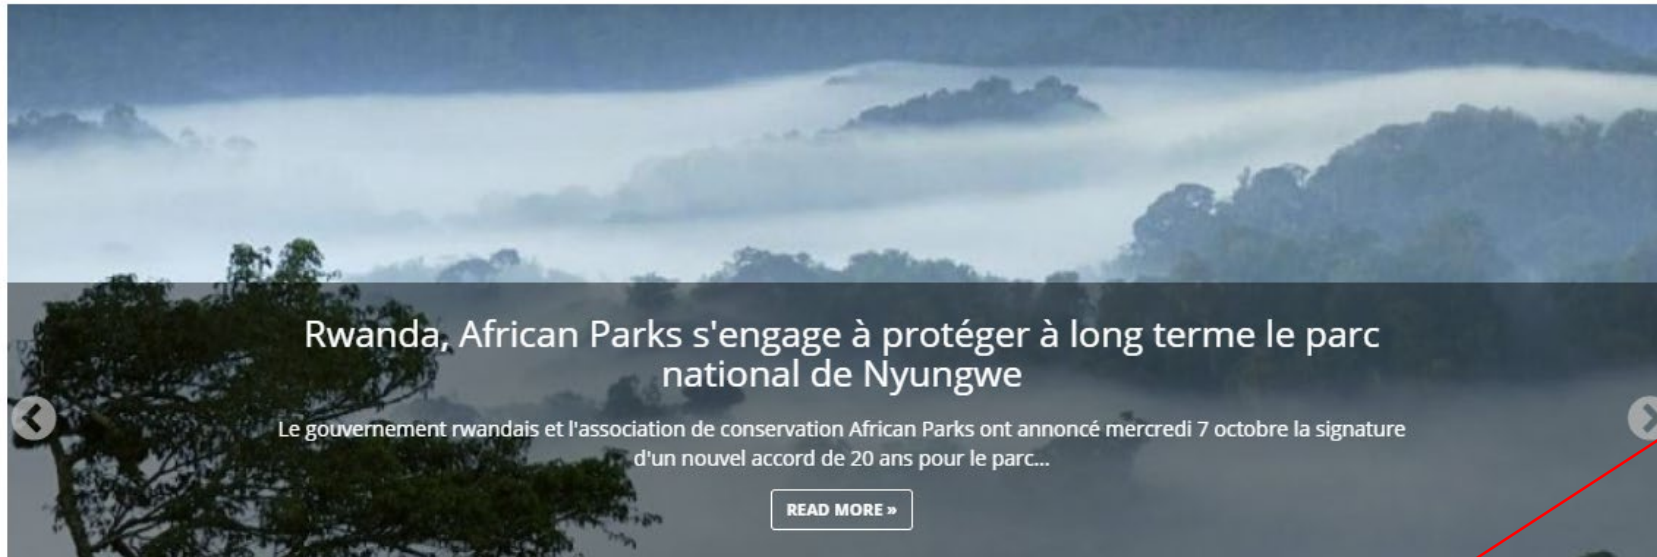 Rwanda, African Parks s'engage à protéger à long terme le parc
national de Nyungwe
Le gouvernement rwandais et l'association de conservation African Parks ont annoncé mercredi 7 octobre la signature
d'un nouvel accord de 20 ans pour le parc...
READ MORE »